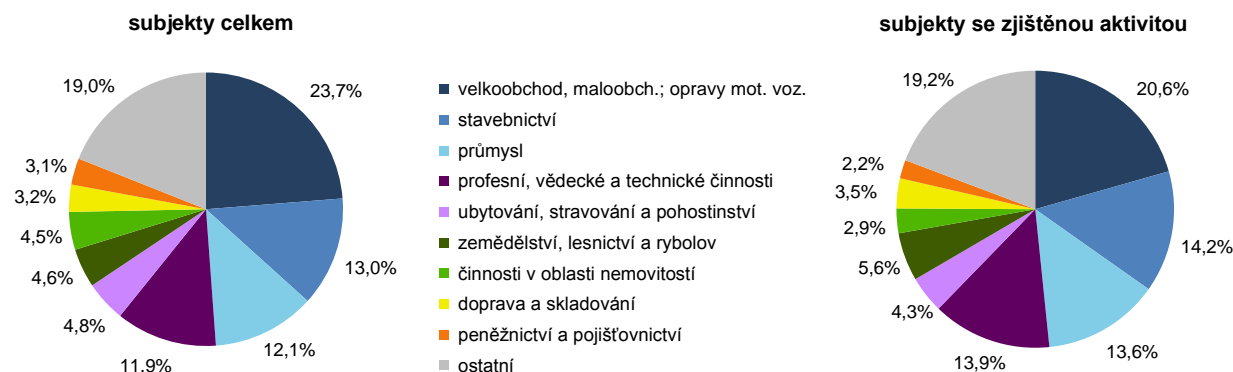 subjekty celkem
23,7%
13,0%
12,1%
11,9%
4,8%
4,6%
4,5%
3,2%
3,1%
19,0%
velkoobchod, maloobch.; opravy mot. voz.
stavebnictví
průmysl
profesní, vědecké a technické činnosti
ubytování, stravování a pohostinství
zemědělství, lesnictví a rybolov
činnosti v oblasti nemovitostí
doprava a skladování
peněžnictví a pojišťovnictví
ostatní
subjekty se zjištěnou aktivitou
20,6%
14,2%
13,6%
13,9%
4,3%
5,6%
2,9%
3,5%
2,2%
19,2%